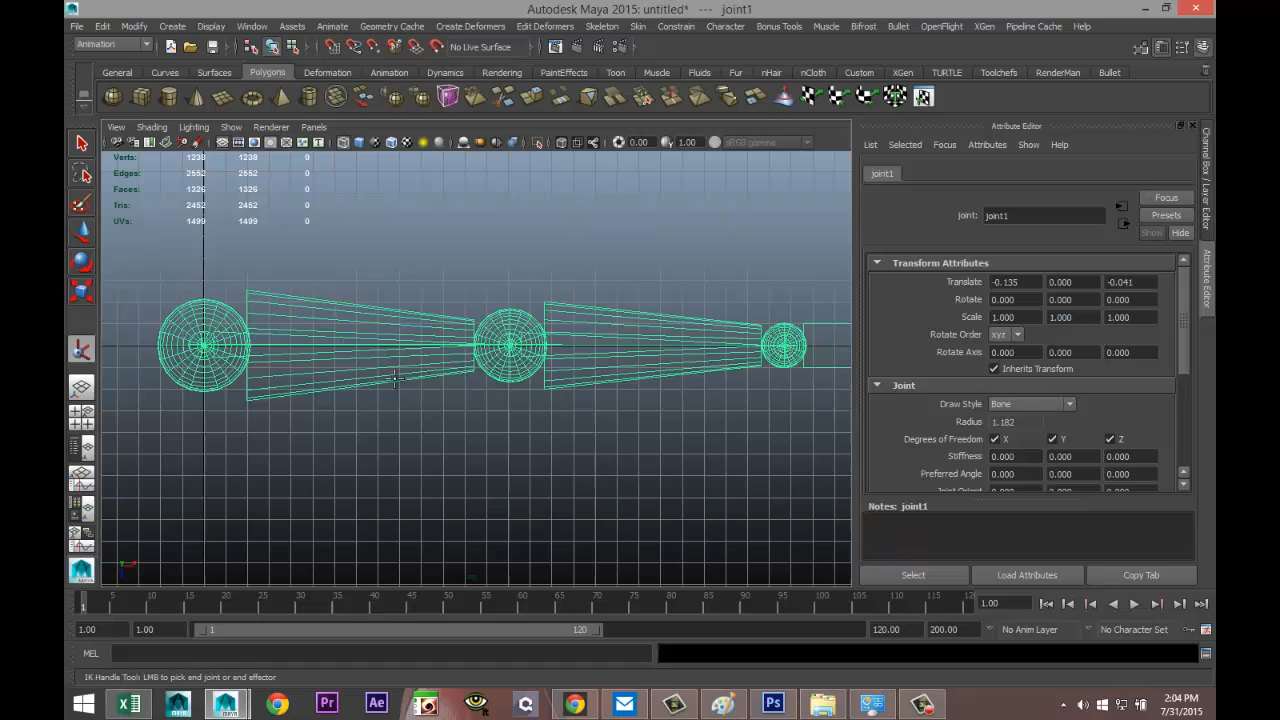 Autodesk Maya 2015: untitled* --- joint1
File Edit Modify Create Display Window Assets Animate Geometry Cache Create Deformers Edit Deformers Skeleton Skin Constrain Character Bonus Tools Muscle Bifrost Bullet OpenFlight XGen Pipeline Cache Help
Animation No Live Surface
General Curves Surfaces Polygons Deformation Animation Dynamics Rendering PaintEffects Toon Muscle Fluids Fur nHair nCloth Custom XGen TURTLE Toolchefs RenderMan Bullet
View Shading Lighting Show Renderer Panels
0.00 1.00 sRGB gamma
Verts: 1238 1238 0
Edges: 2552 2552 0
Faces: 1326 1326 0
Tris: 2452 2452 0
UVs: 1499 1499 0
Attribute Editor
List Selected Focus Attributes Show Help
joint1
Focus
joint: joint1 Presets
Show Hide
Transform Attributes
Translate -0.135 0.000 -0.041
Rotate 0.000 0.000 0.000
Scale 1.000 1.000 1.000
Rotate Order xyz
Rotate Axis 0.000 0.000 0.000
Inherits Transform
Joint
Draw Style Bone
Radius 1.182
Degrees of Freedom X Y Z
Stiffness 0.000 0.000 0.000
Preferred Angle 0.000 0.000 0.000
Notes: joint1
Select Load Attributes Copy Tab
Channel Box / Layer Editor
Attribute Editor
5 10 15 20 25 30 35 40 45 50 55 60 65 70 75 80 85 90 95 100 105 110 115 120
1 1.00
1.00 1.00 1 120 120.00 200.00 No Anim Layer No Character Set
MEL
IK Handle Tool: LMB to pick end joint or end effector
Pr Ae Ps
2:04 PM
7/31/2015